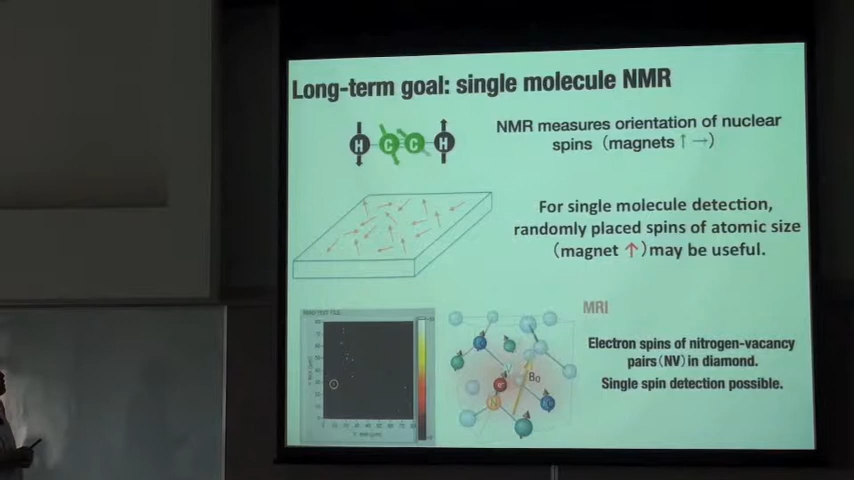 Long-term goal: single molecule NMR
H C C H
NMR measures orientation of nuclear
spins (magnets ↑ →)
For single molecule detection,
randomly placed spins of atomic size
(magnet ↑) may be useful.
MRI
Electron spins of nitrogen-vacancy
pairs (NV) in diamond.
Single spin detection possible.
B0
N